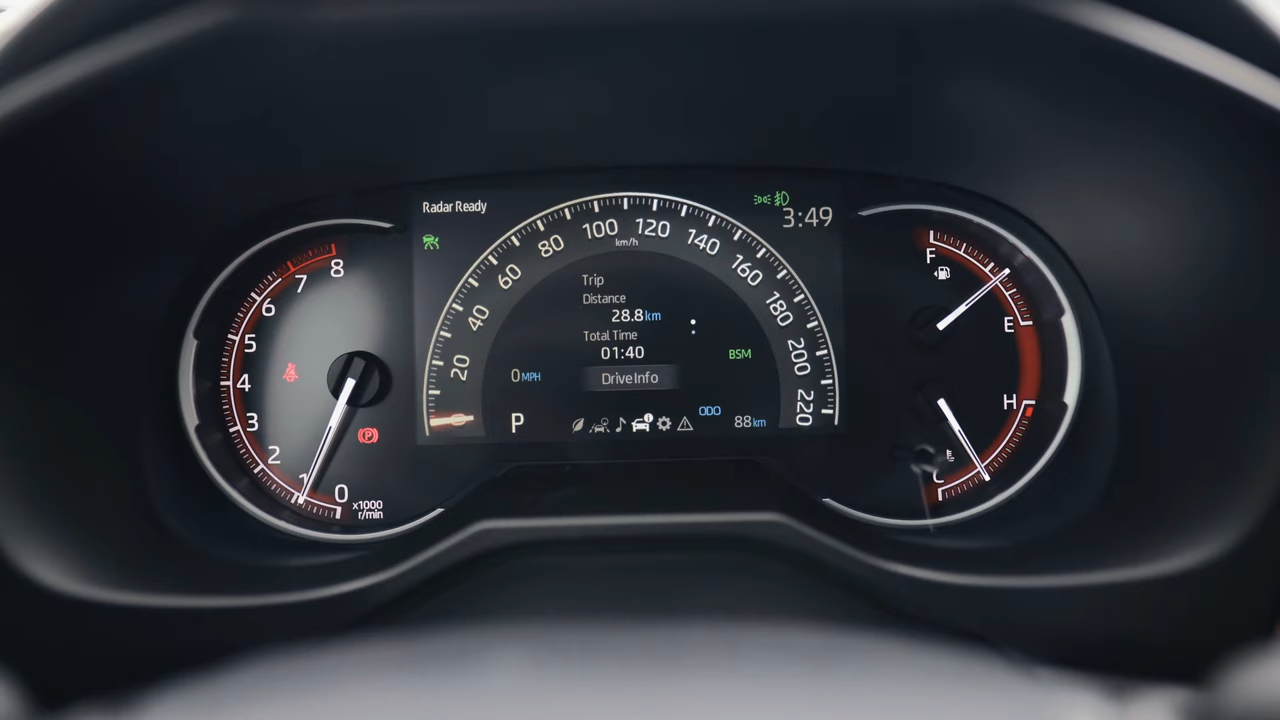 Radar Ready
3:49
8
7
6
5
4
3
2
1
0
x1000
r/min
20
40
60
80
100
120
140
160
180
200
220
km/h
Trip
Distance
28.8 km
Total Time
01:40
Drive Info
0 MPH
BSM
P
ODO
88 km
F
E
H
C